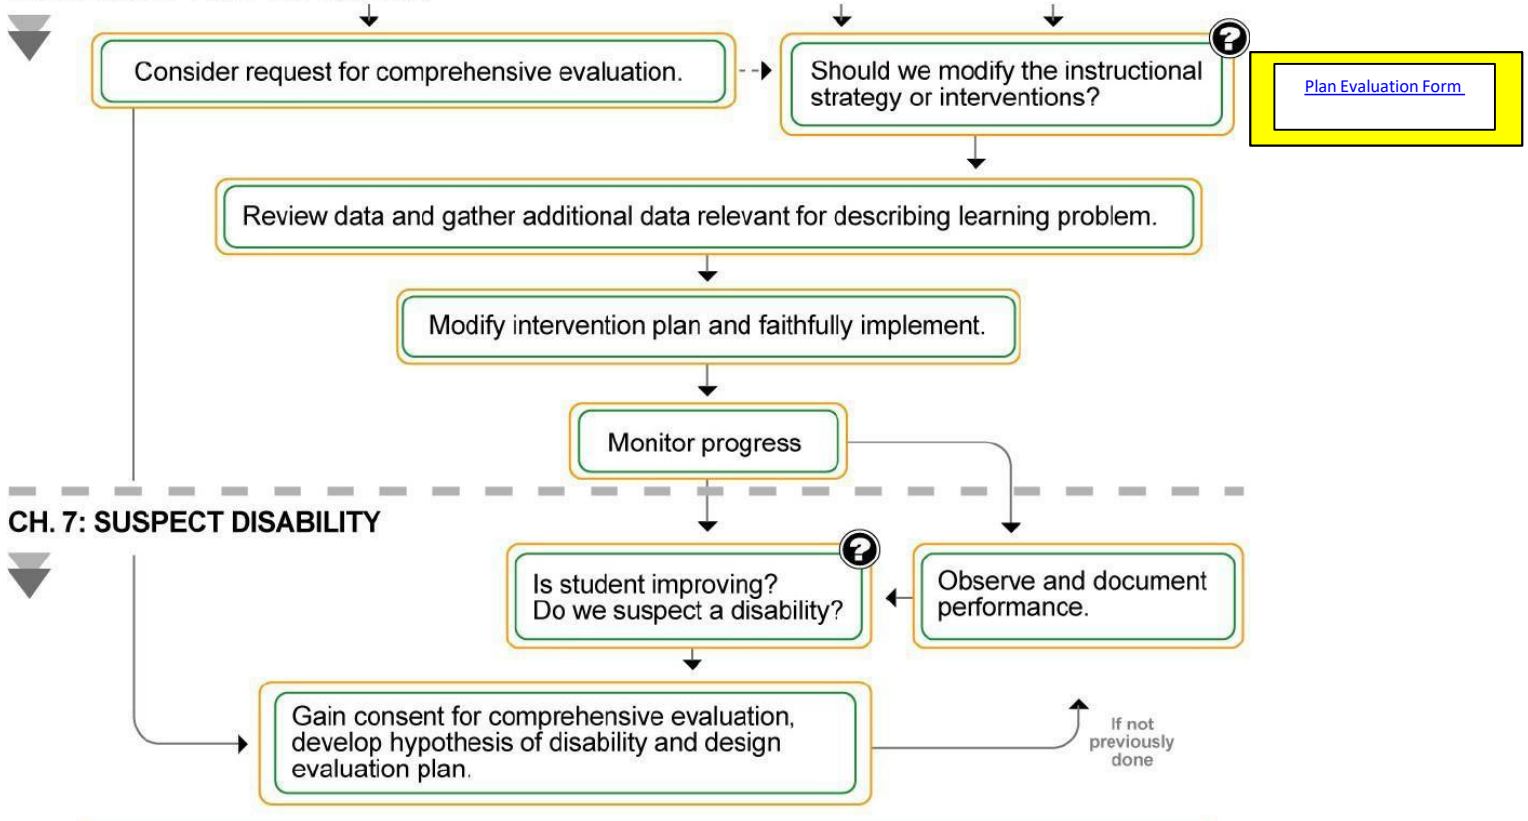 Consider request for comprehensive evaluation.
Should we modify the instructional
strategy or interventions?
?
Plan Evaluation Form
Review data and gather additional data relevant for describing learning problem.
Modify intervention plan and faithfully implement.
Monitor progress
CH. 7: SUSPECT DISABILITY
Is student improving?
Do we suspect a disability?
?
Observe and document
performance.
Gain consent for comprehensive evaluation,
develop hypothesis of disability and design
evaluation plan.
If not
previously
done